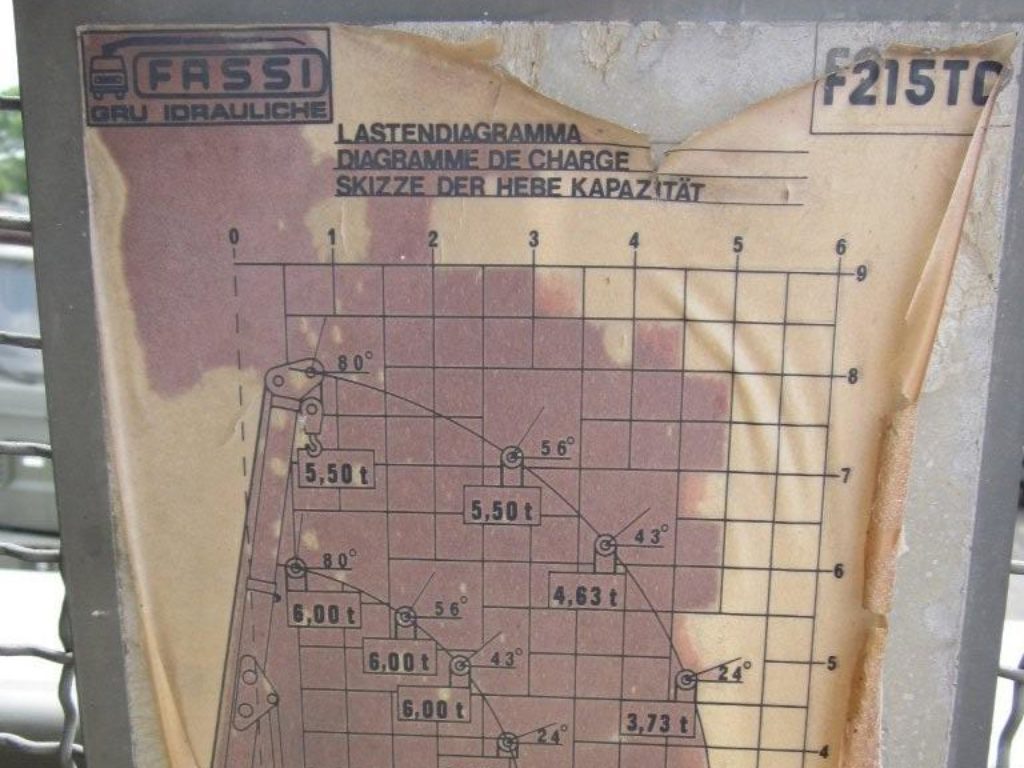 FASSI
GRU IDRAULICHE
F215TC
LASTENDIAGRAMMA
DIAGRAMME DE CHARGE
SKIZZE DER HEBE KAPAZITÄT
0 1 2 3 4 5 6
9
80° 8
5,50 t
56° 7
5,50 t
43°
80° 6
4,63 t
6,00 t
56°
6,00 t
43° 5
24°
6,00 t
3,73 t
24° 4